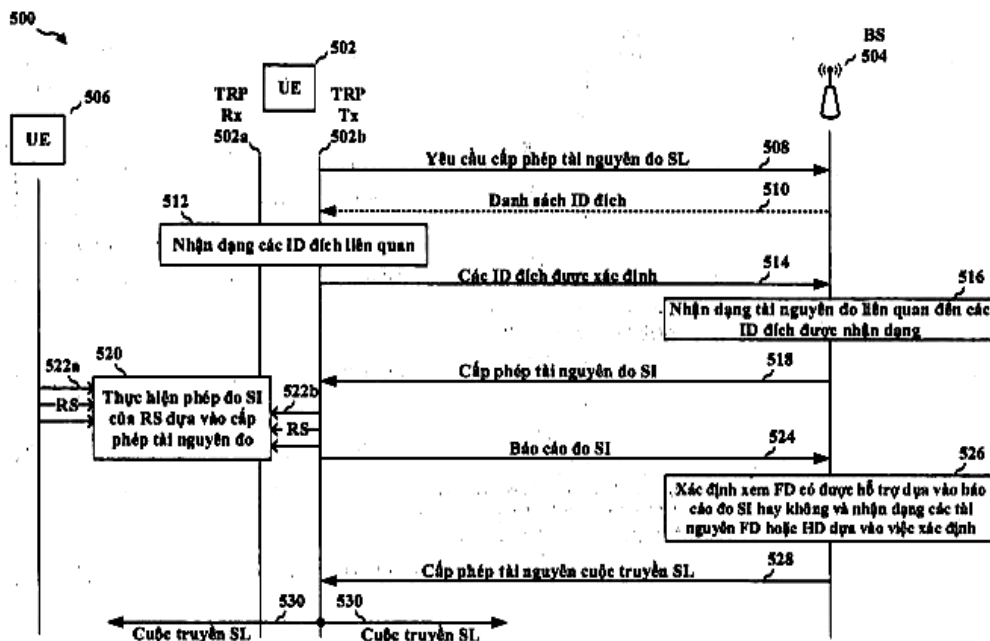 500
502
BS
504
506
UE
TRP
Rx
502a
TRP
Tx
502b
UE
Yêu cầu cấp phép tài nguyên đo SL
508
Danh sách ID đích
510
512
Nhận dạng các ID đích liên quan
Các ID đích được xác định
514
516
Nhận dạng tài nguyên đo liên quan đến các
ID đích được nhận dạng
Cấp phép tài nguyên đo SI
518
520
522a
RS
Thực hiện phép đo SI
của RS dựa vào cấp
phép tài nguyên đo
522b
RS
Báo cáo đo SI
524
526
Xác định xem FD có được hỗ trợ dựa vào báo
cáo đo SI hay không và nhận dạng các tài
nguyên FD hoặc HD dựa vào việc xác định
Cấp phép tài nguyên cuộc truyền SL
528
530
530
Cuộc truyền SL
Cuộc truyền SL